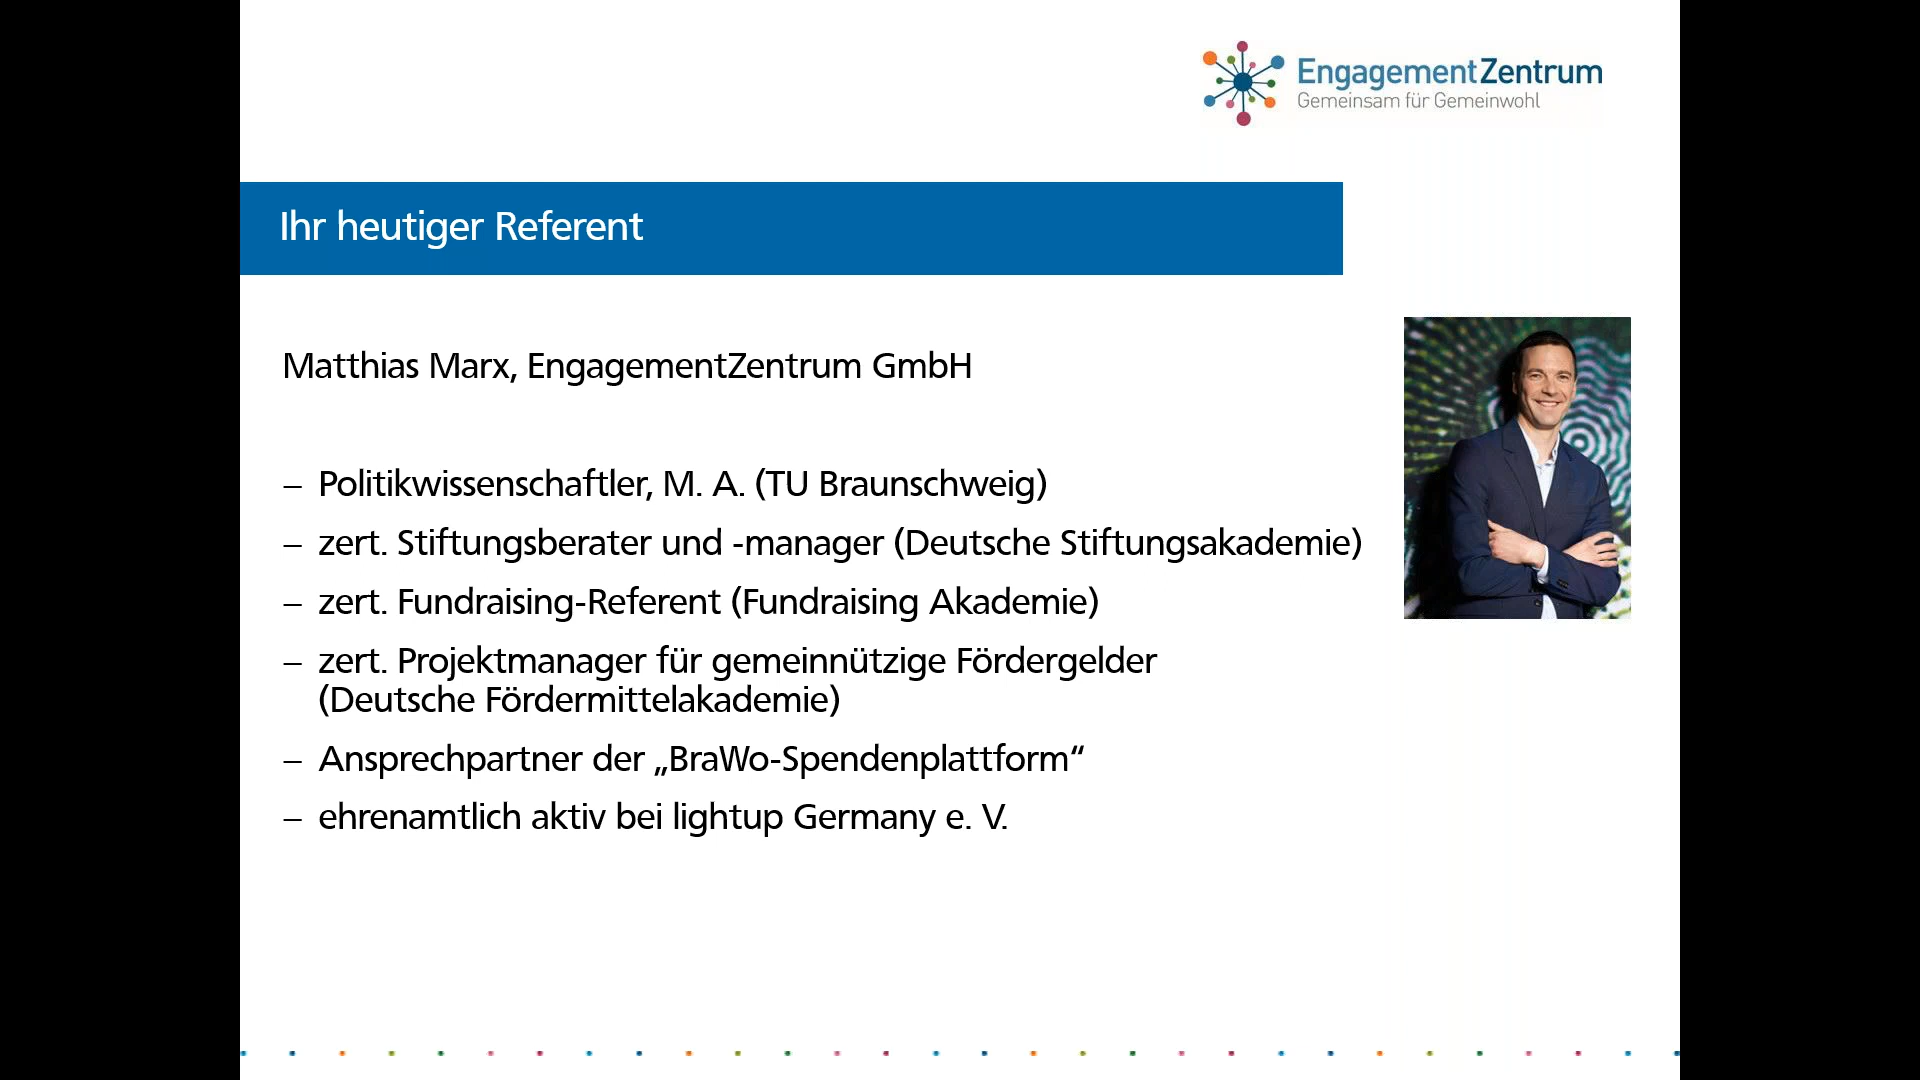 EngagementZentrum
Gemeinsam für Gemeinwohl
Ihr heutiger Referent
Matthias Marx, EngagementZentrum GmbH
– Politikwissenschaftler, M. A. (TU Braunschweig)
– zert. Stiftungsberater und -manager (Deutsche Stiftungsakademie)
– zert. Fundraising-Referent (Fundraising Akademie)
– zert. Projektmanager für gemeinnützige Fördergelder
(Deutsche Fördermittelakademie)
– Ansprechpartner der „BraWo-Spendenplattform“
– ehrenamtlich aktiv bei lightup Germany e. V.